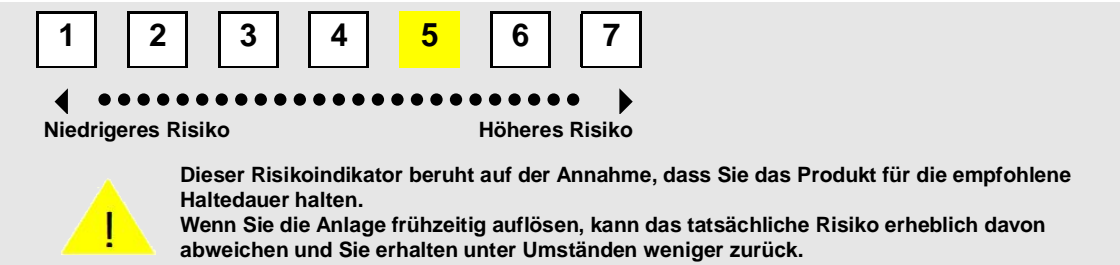 1 2 3 4 5 6 7
Niedrigeres Risiko Höheres Risiko
Dieser Risikoindikator beruht auf der Annahme, dass Sie das Produkt für die empfohlene
Haltedauer halten.
Wenn Sie die Anlage frühzeitig auflösen, kann das tatsächliche Risiko erheblich davon
abweichen und Sie erhalten unter Umständen weniger zurück.
!